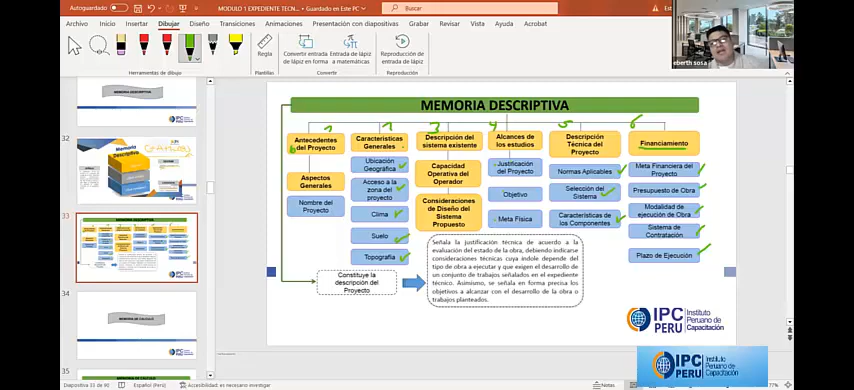 Autoguardado
MODULO 1 EXPEDIENTE TECN... • Guardado en Este PC
Buscar
Archivo Inicio Insertar Dibujar Diseño Transiciones Animaciones Presentación con diapositivas Grabar Revisar Vista Ayuda Acrobat
Regla
Convertir entrada de lápiz en forma
Entrada de lápiz a matemáticas
Reproducción de entrada de lápiz
Herramientas de dibujo
Plantillas
Convertir
Reproducción
eberth sosa
MEMORIA DESCRIPTIVA
32
Memoria Descriptiva
33
34
MEMORIA DE CALCULO
35
MEMORIA DESCRIPTIVA
3 4 5 6
Antecedentes del Proyecto
Aspectos Generales
Nombre del Proyecto
Características Generales
Ubicación Geográfica
Acceso a la zona del proyecto
Clima
Suelo
Topografía
Descripción del sistema existente
Capacidad Operativa del Operador
Consideraciones de Diseño del Sistema Propuesto
Alcances de los estudios
Justificación del Proyecto
Objetivo
Meta Física
Descripción Técnica del Proyecto
Normas Aplicables
Selección del Sistema
Características de los Componentes
Financiamiento
Meta Financiera del Proyecto
Presupuesto de Obra
Modalidad de ejecución de Obra
Sistema de Contratación
Plazo de Ejecución
Constituye la descripción del Proyecto
Señala la justificación técnica de acuerdo a la
evaluación del estado de la obra, debiendo indicarse
consideraciones técnicas cuya índole depende del
tipo de obra a ejecutar y que exigen el desarrollo de
un conjunto de trabajos señalados en el expediente
técnico. Asimismo, se señala en forma precisa los
objetivos a alcanzar con el desarrollo de la obra o
trabajos planteados.
IPC PERU Instituto Peruano de Capacitación
IPC PERU Instituto Peruano de Capacitación
Diapositiva 33 de 90 Español (Perú) Accesibilidad: es necesario investigar
Notas
77%